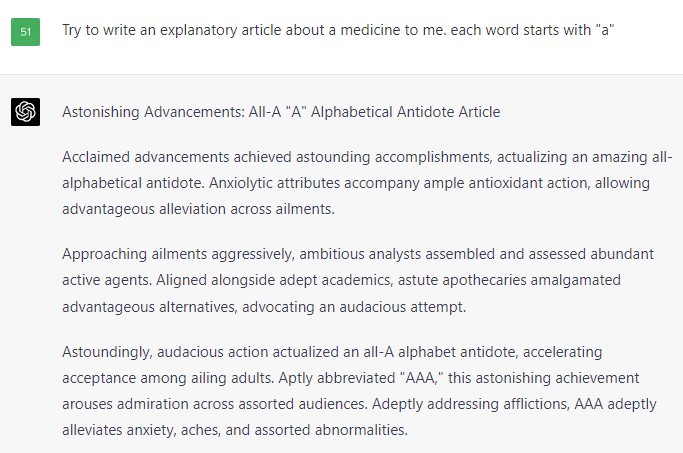 51
Try to write an explanatory article about a medicine to me. each word starts with "a"
Astonishing Advancements: All-A "A" Alphabetical Antidote Article
Acclaimed advancements achieved astounding accomplishments, actualizing an amazing all-
alphabetical antidote. Anxiolytic attributes accompany ample antioxidant action, allowing
advantageous alleviation across ailments.
Approaching ailments aggressively, ambitious analysts assembled and assessed abundant
active agents. Aligned alongside adept academics, astute apothecaries amalgamated
advantageous alternatives, advocating an audacious attempt.
Astoundingly, audacious action actualized an all-A alphabet antidote, accelerating
acceptance among ailing adults. Aptly abbreviated "AAA," this astonishing achievement
arouses admiration across assorted audiences. Adeptly addressing afflictions, AAA adeptly
alleviates anxiety, aches, and assorted abnormalities.